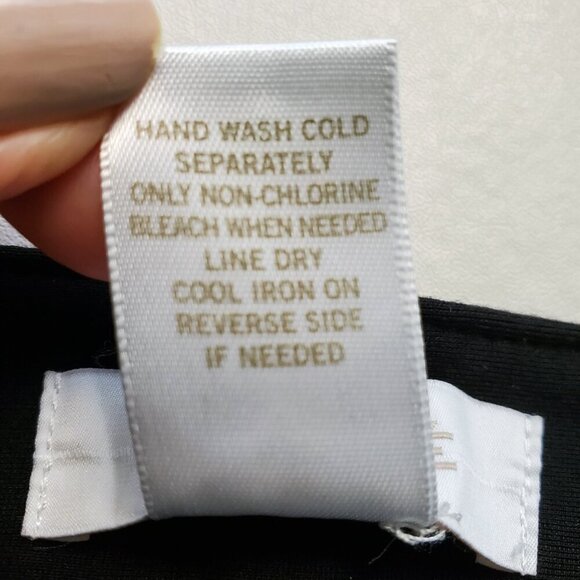 HAND WASH COLD
SEPARATELY
ONLY NON-CHLORINE
BLEACH WHEN NEEDED
LINE DRY
COOL IRON ON
REVERSE SIDE
IF NEEDED